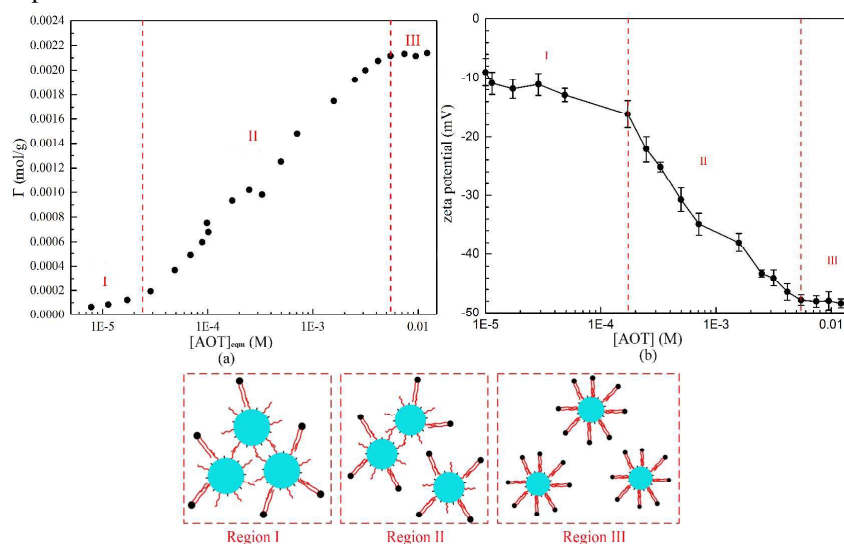 0.0024
0.0022
0.0020
0.0018
0.0016
0.0014
0.0012
0.0010
0.0008
0.0006
0.0004
0.0002
0.0000
Γ (mol/g)
I
II
III
1E-5
1E-4
1E-3
0.01
[AOT]eqm (M)
(a)
0
-10
-20
-30
-40
-50
zeta potential (mV)
I
II
III
1E-5
1E-4
1E-3
0.01
[AOT] (M)
(b)
Region I
Region II
Region III